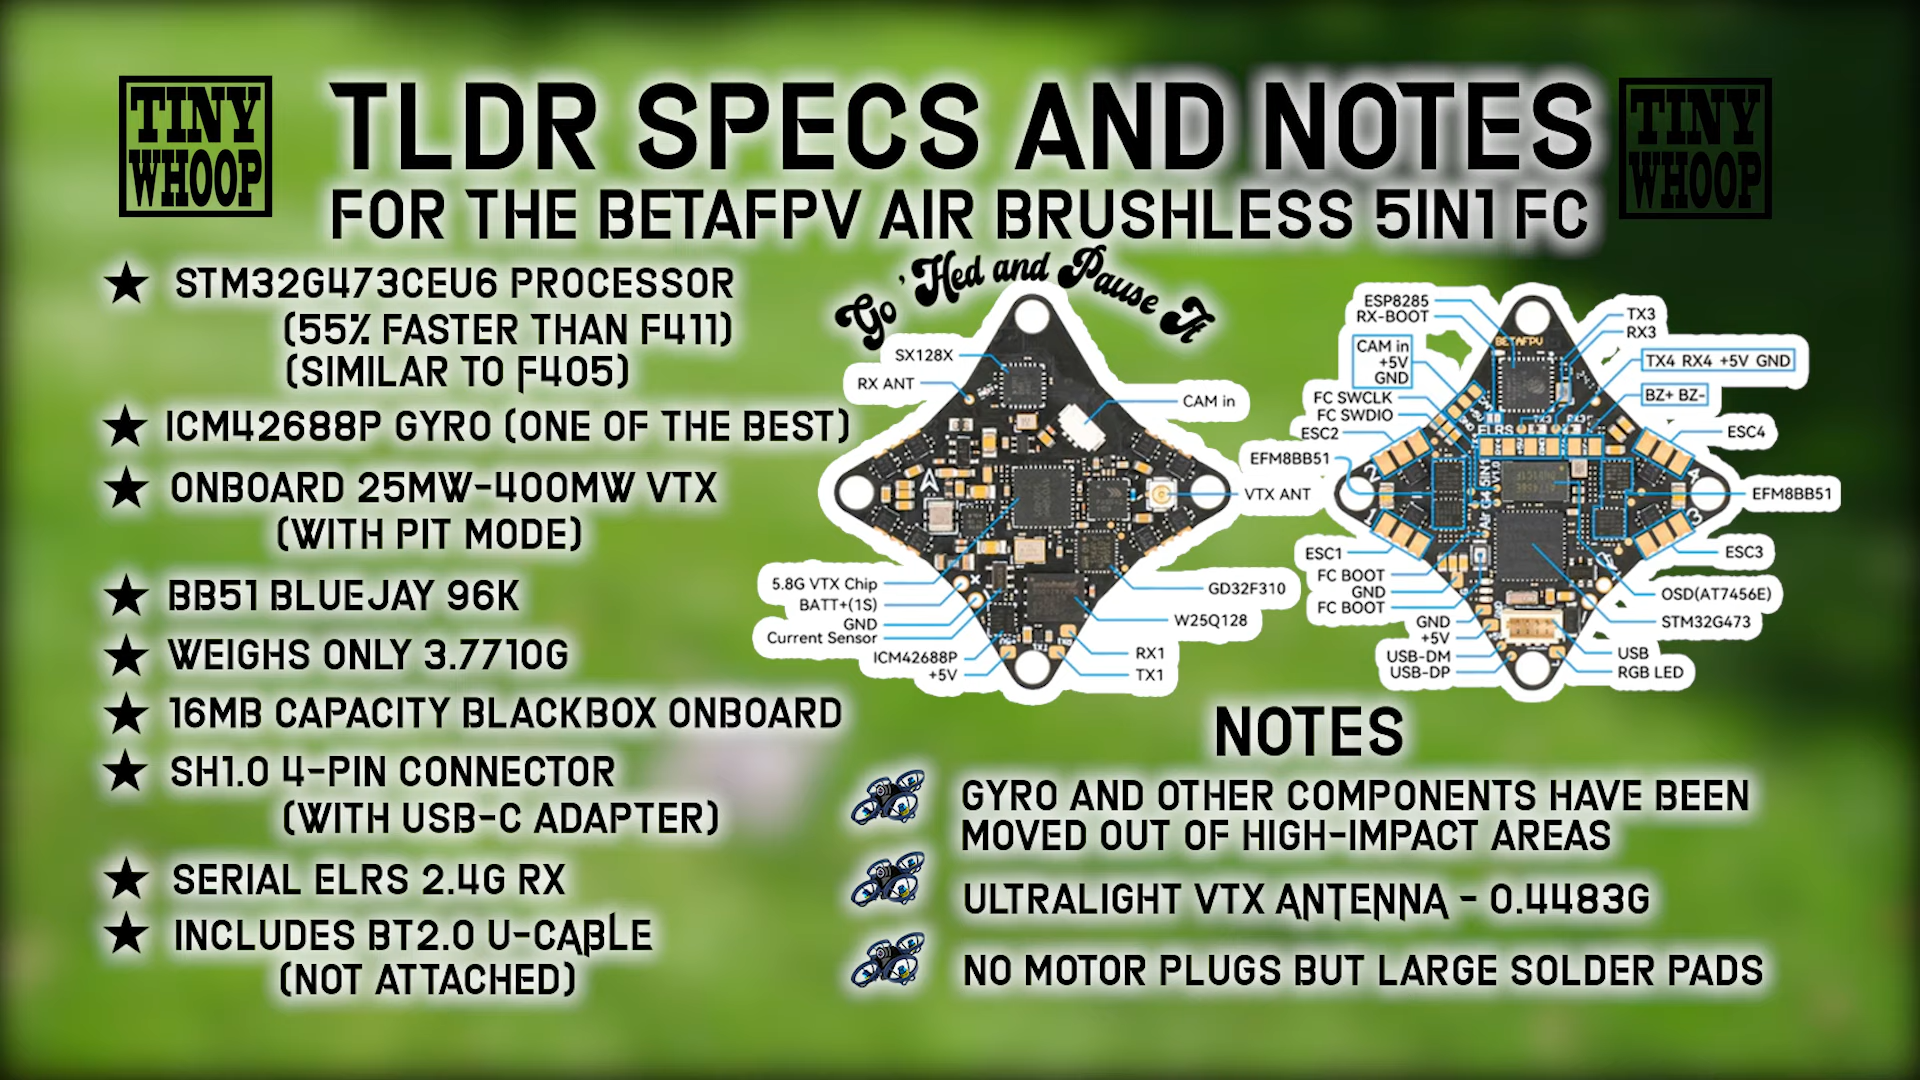 TINY
WHOOP
TLDR SPECS AND NOTES
TINY
WHOOP
FOR THE BETAFPV AIR BRUSHLESS 5IN1 FC
Go 'Hed and Pause It
★ STM32G473CEU6 PROCESSOR
(55% FASTER THAN F411)
(SIMILAR TO F405)
★ ICM42688P GYRO (ONE OF THE BEST)
★ ONBOARD 25MW-400MW VTX
(WITH PIT MODE)
★ BB51 BLUEJAY 96K
★ WEIGHS ONLY 3.7710G
★ 16MB CAPACITY BLACKBOX ONBOARD
★ SH1.0 4-PIN CONNECTOR
(WITH USB-C ADAPTER)
★ SERIAL ELRS 2.4G RX
★ INCLUDES BT2.0 U-CABLE
(NOT ATTACHED)
SX128X
RX ANT
CAM in
VTX ANT
5.8G VTX Chip
BATT+(1S)
GND
Current Sensor
ICM42688P
+5V
GD32F310
W25Q128
RX1
TX1
ESP8285
RX-BOOT
CAM in
+5V
GND
FC SWCLK
FC SWDIO
ESC2
EFM8BB51
ESC1
FC BOOT
GND
FC BOOT
GND
+5V
USB-DM
USB-DP
TX3
RX3
TX4 RX4 +5V GND
BZ+ BZ-
ESC4
EFM8BB51
ESC3
OSD(AT7456E)
STM32G473
USB
RGB LED
BETAFPV
ELRS
Air G4 5IN1
NOTES
GYRO AND OTHER COMPONENTS HAVE BEEN
MOVED OUT OF HIGH-IMPACT AREAS
ULTRALIGHT VTX ANTENNA - 0.4483G
NO MOTOR PLUGS BUT LARGE SOLDER PADS